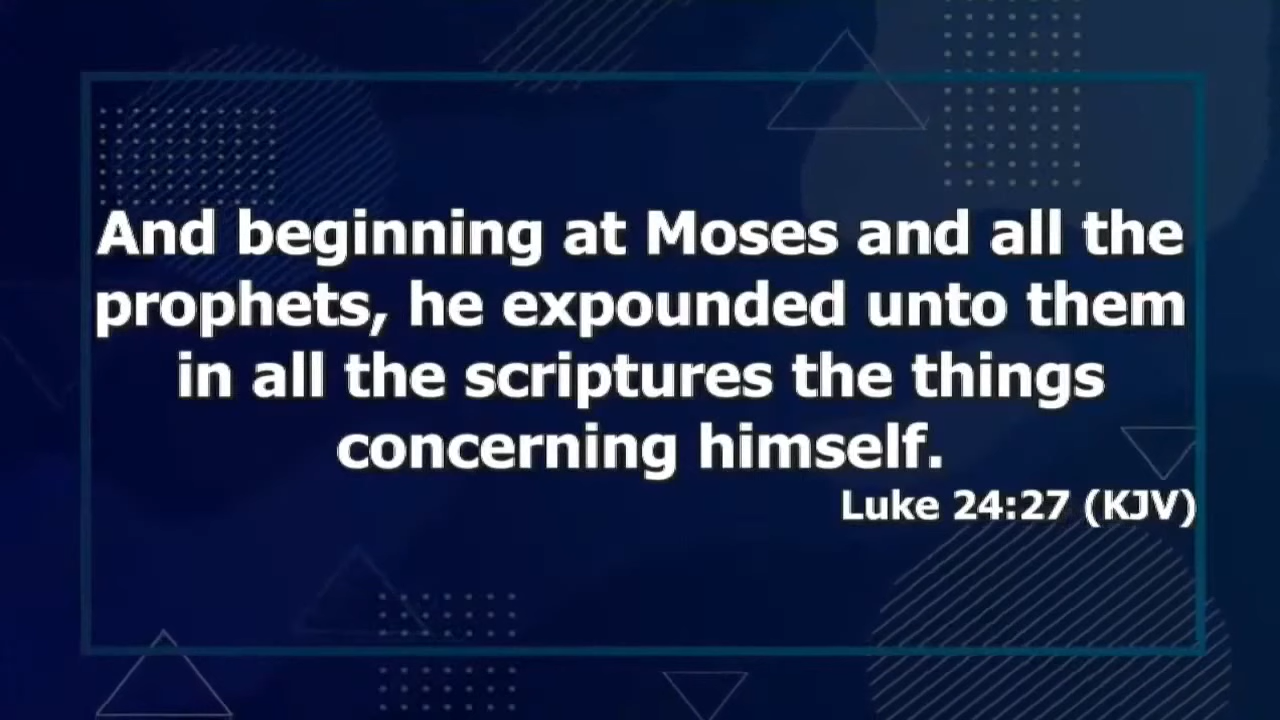 And beginning at Moses and all the
prophets, he expounded unto them
in all the scriptures the things
concerning himself.
Luke 24:27 (KJV)